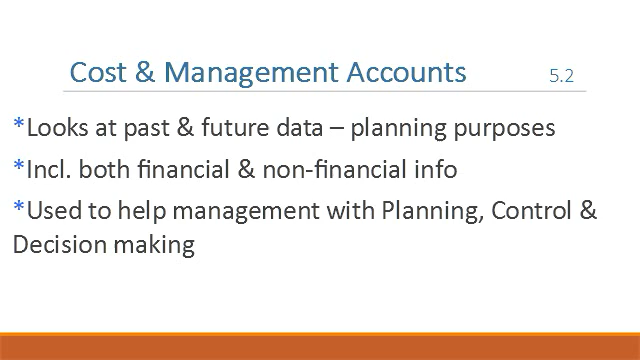 Cost & Management Accounts 5.2
*Looks at past & future data – planning purposes
*Incl. both financial & non-financial info
*Used to help management with Planning, Control &
Decision making